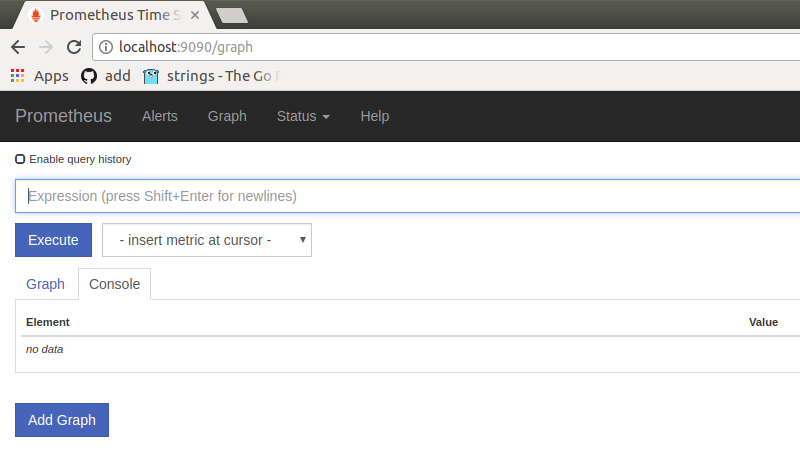 Prometheus Time S
localhost:9090/graph
Apps add strings - The Go
Prometheus Alerts Graph Status Help
Enable query history
Expression (press Shift+Enter for newlines)
Execute - insert metric at cursor -
Graph Console
Element Value
no data
Add Graph